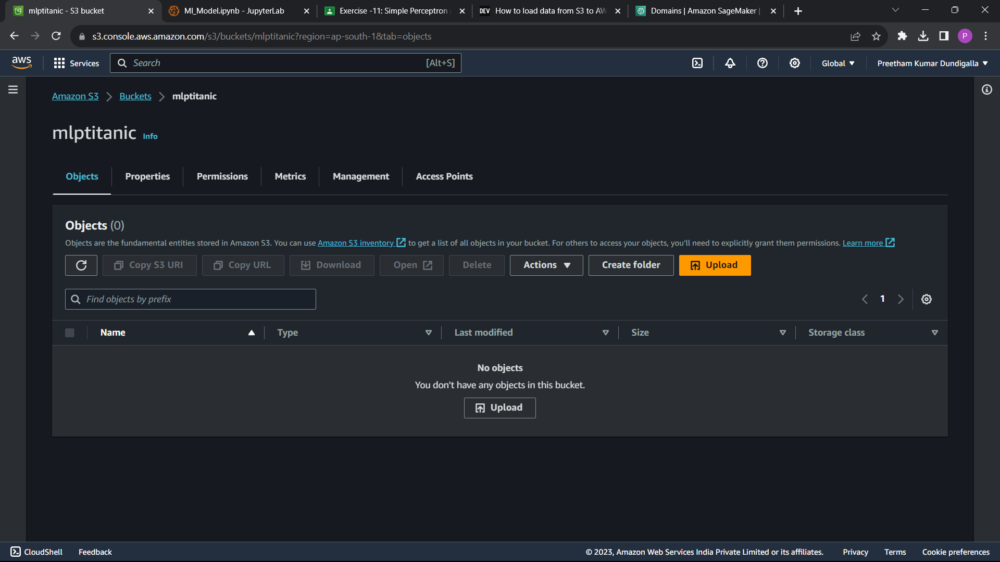 mlptitanic - S3 bucket
Ml_Model.ipynb - JupyterLab
Exercise -11: Simple Perceptron
DEV How to load data from S3 to AW
Domains | Amazon SageMaker |
s3.console.aws.amazon.com/s3/buckets/mlptitanic?region=ap-south-1&tab=objects
P
aws
Services
Search
[Alt+S]
Global
Preetham Kumar Dundigalla
Amazon S3
Buckets
mlptitanic
mlptitanic
Info
Objects
Properties
Permissions
Metrics
Management
Access Points
Objects (0)
Objects are the fundamental entities stored in Amazon S3. You can use Amazon S3 inventory to get a list of all objects in your bucket. For others to access your objects, you'll need to explicitly grant them permissions. Learn more
Copy S3 URI
Copy URL
Download
Open
Delete
Actions
Create folder
Upload
Find objects by prefix
1
Name
Type
Last modified
Size
Storage class
No objects
You don't have any objects in this bucket.
Upload
CloudShell
Feedback
© 2023, Amazon Web Services India Private Limited or its affiliates.
Privacy
Terms
Cookie preferences